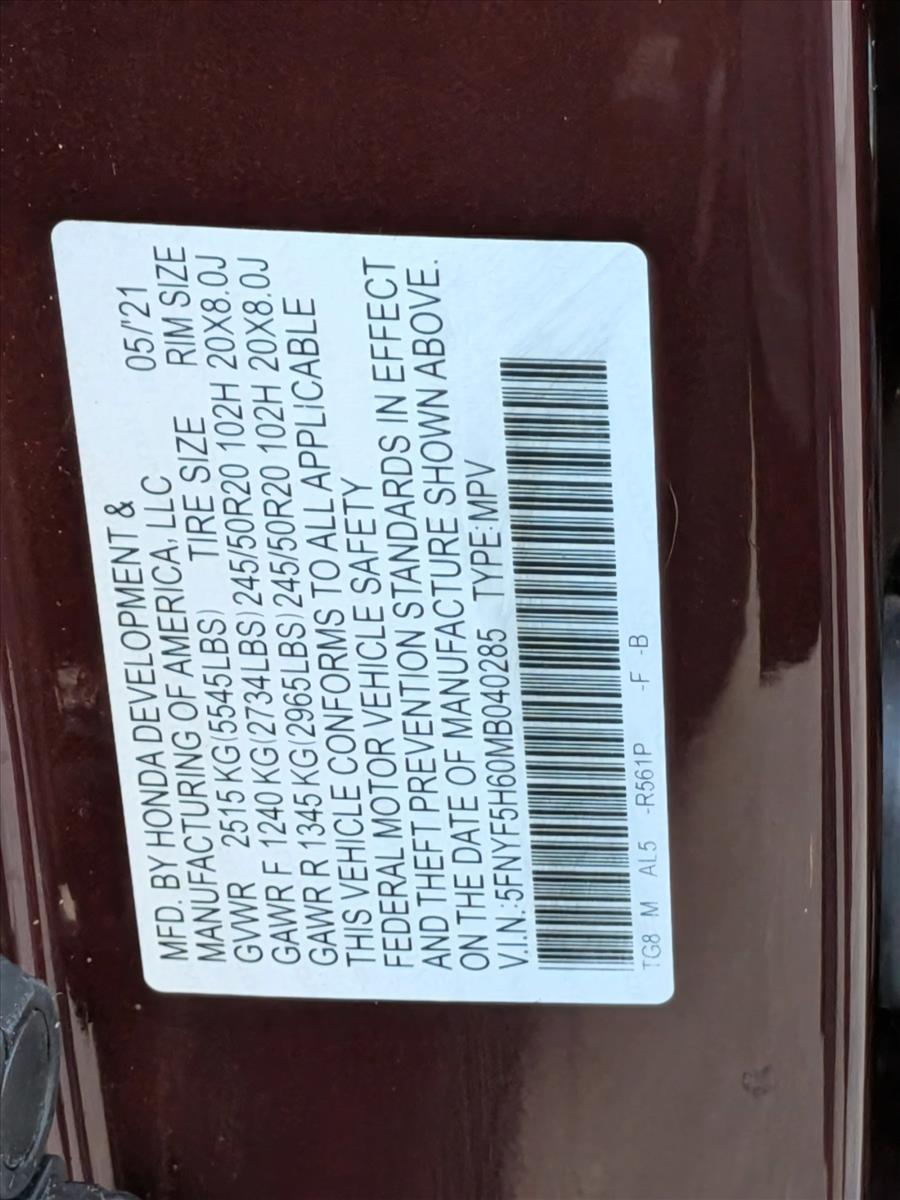 MFD. BY HONDA DEVELOPMENT &
MANUFACTURING OF AMERICA, LLC 05/'21
GVWR TIRE SIZE RIM SIZE
2515 KG (5545LBS)
GAWR F 1240 KG (2734LBS) 245/50R20 102H 20X8.0J
GAWR R 1345 KG (2965LBS) 245/50R20 102H 20X8.0J
THIS VEHICLE CONFORMS TO ALL APPLICABLE
FEDERAL MOTOR VEHICLE SAFETY
AND THEFT PREVENTION STANDARDS IN EFFECT
ON THE DATE OF MANUFACTURE SHOWN ABOVE.
V.I.N.:5FNYF5H60MB040285 TYPE:MPV
TG8 M AL5 -R561P -F -B